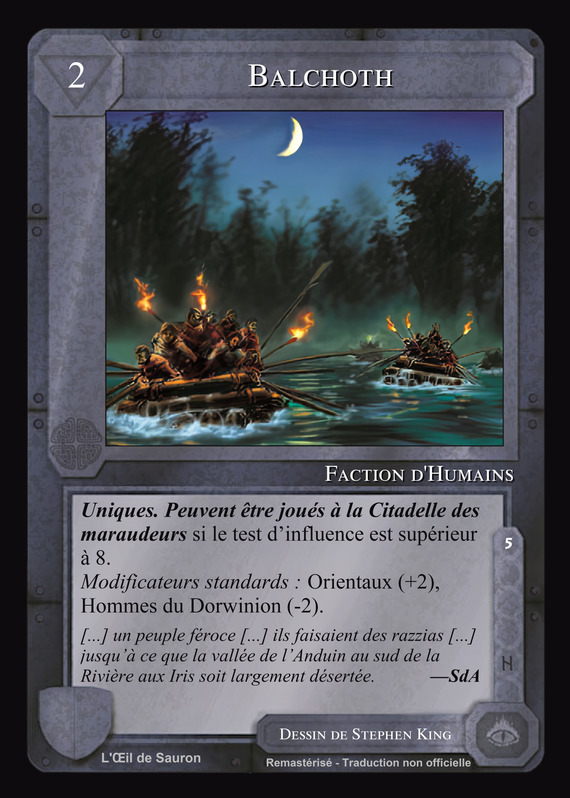 2
BALCHOTH
FACTION D'HUMAINS
Uniques. Peuvent être joués à la Citadelle des
maraudeurs si le test d'influence est supérieur
à 8.
Modificateurs standards : Orientaux (+2),
Hommes du Dorwinion (-2).
[...] un peuple féroce [...] ils faisaient des razzias [...]
jusqu'à ce que la vallée de l'Anduin au sud de la
Rivière aux Iris soit largement désertée. —SdA
5
DESSIN DE STEPHEN KING
L'Œil de Sauron
Remastérisé - Traduction non officielle